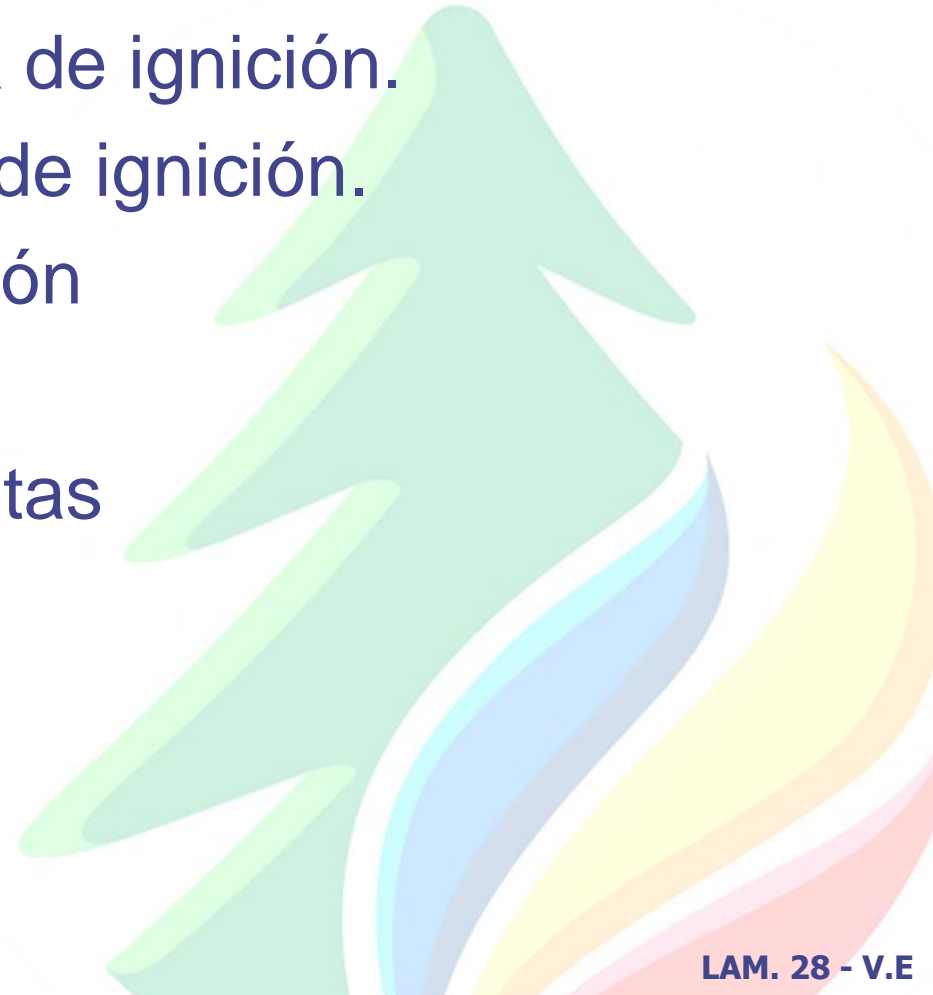 de ignición.
de ignición.
ón
tas
LAM. 28 - V.E